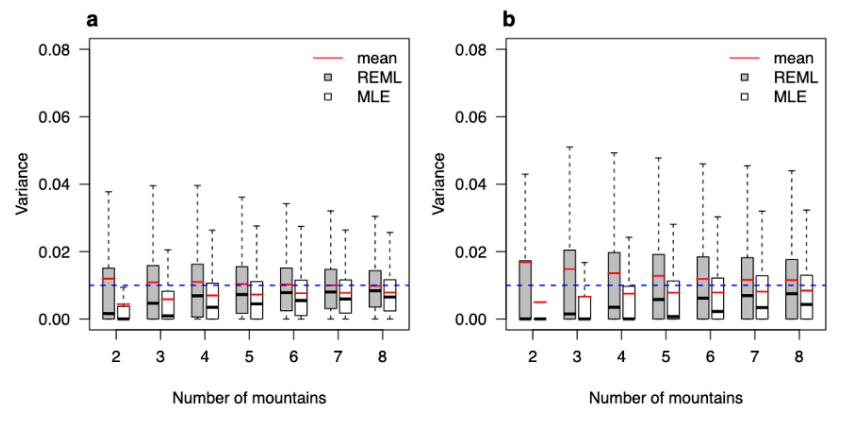 a
Variance
0.08
0.06
0.04
0.02
0.00
mean
REML
MLE
2 3 4 5 6 7 8
Number of mountains
b
Variance
0.08
0.06
0.04
0.02
0.00
mean
REML
MLE
2 3 4 5 6 7 8
Number of mountains